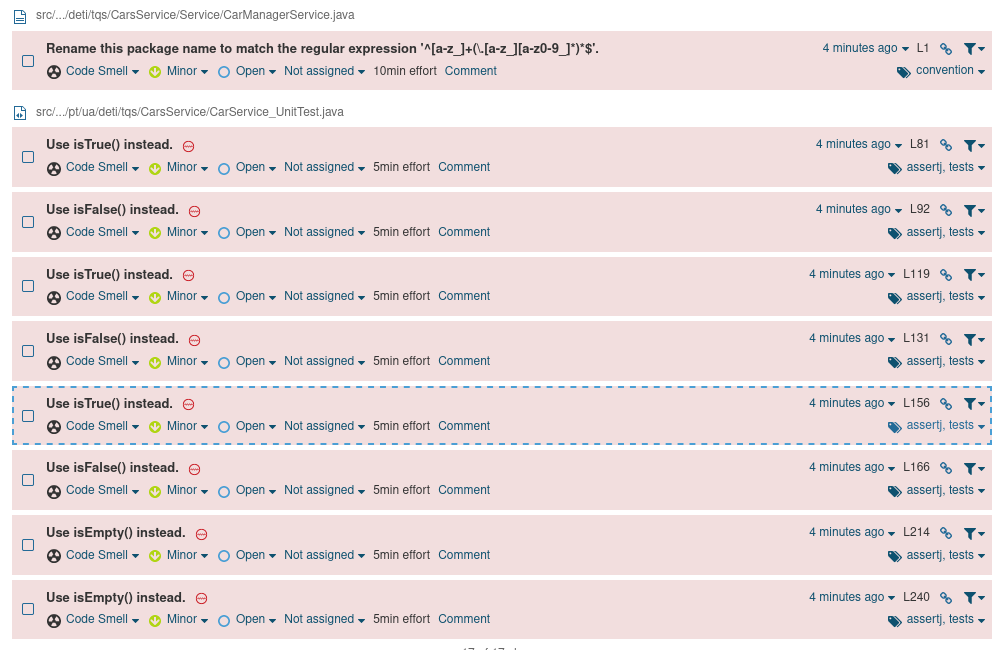 src/.../deti/tqs/CarsService/Service/CarManagerService.java
Rename this package name to match the regular expression '^[a-z_]+(\.[a-z_][a-z0-9_]*)*$'. 4 minutes ago L1
Code Smell Minor Open Not assigned 10min effort Comment convention
src/.../pt/ua/deti/tqs/CarsService/CarService_UnitTest.java
Use isTrue() instead. 4 minutes ago L81
Code Smell Minor Open Not assigned 5min effort Comment assertj, tests
Use isFalse() instead. 4 minutes ago L92
Code Smell Minor Open Not assigned 5min effort Comment assertj, tests
Use isTrue() instead. 4 minutes ago L119
Code Smell Minor Open Not assigned 5min effort Comment assertj, tests
Use isFalse() instead. 4 minutes ago L131
Code Smell Minor Open Not assigned 5min effort Comment assertj, tests
Use isTrue() instead. 4 minutes ago L156
Code Smell Minor Open Not assigned 5min effort Comment assertj, tests
Use isFalse() instead. 4 minutes ago L166
Code Smell Minor Open Not assigned 5min effort Comment assertj, tests
Use isEmpty() instead. 4 minutes ago L214
Code Smell Minor Open Not assigned 5min effort Comment assertj, tests
Use isEmpty() instead. 4 minutes ago L240
Code Smell Minor Open Not assigned 5min effort Comment assertj, tests